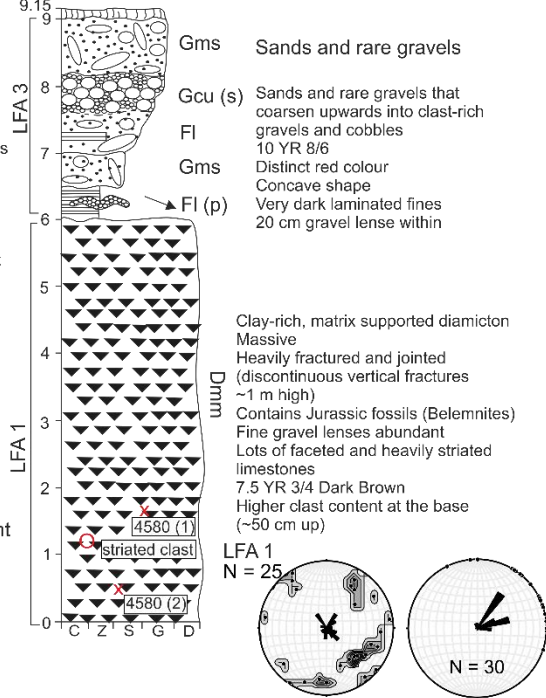 9.15
9
8
7
6
5
4
3
2
1
0
LFA 3
LFA 1
s
nt
C Z S G D
Gms
Gcu (s)
Fl
Gms
Fl (p)
Dmm
Sands and rare gravels
Sands and rare gravels that
coarsen upwards into clast-rich
gravels and cobbles
10 YR 8/6
Distinct red colour
Concave shape
Very dark laminated fines
20 cm gravel lense within
Clay-rich, matrix supported diamicton
Massive
Heavily fractured and jointed
(discontinuous vertical fractures
~1 m high)
Contains Jurassic fossils (Belemnites)
Fine gravel lenses abundant
Lots of faceted and heavily striated
limestones
7.5 YR 3/4 Dark Brown
Higher clast content at the base
(~50 cm up)
x
4580 (1)
striated clast
x
4580 (2)
LFA 1
N = 25
N = 30